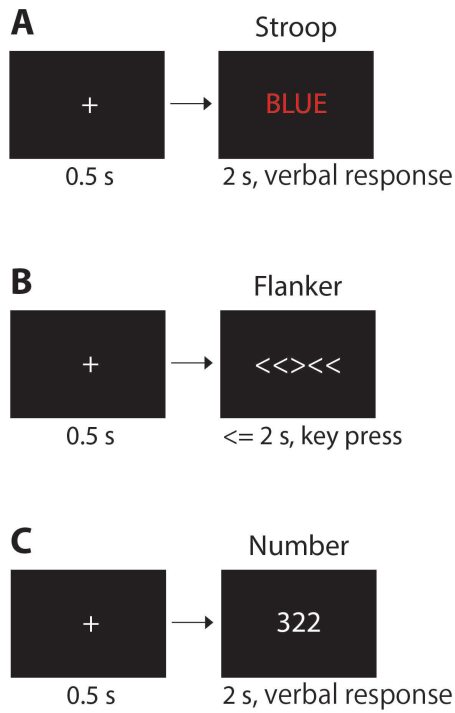 A
Stroop
+
BLUE
0.5 s
2 s, verbal response
B
Flanker
+
<<><<
0.5 s
<= 2 s, key press
C
Number
+
322
0.5 s
2 s, verbal response